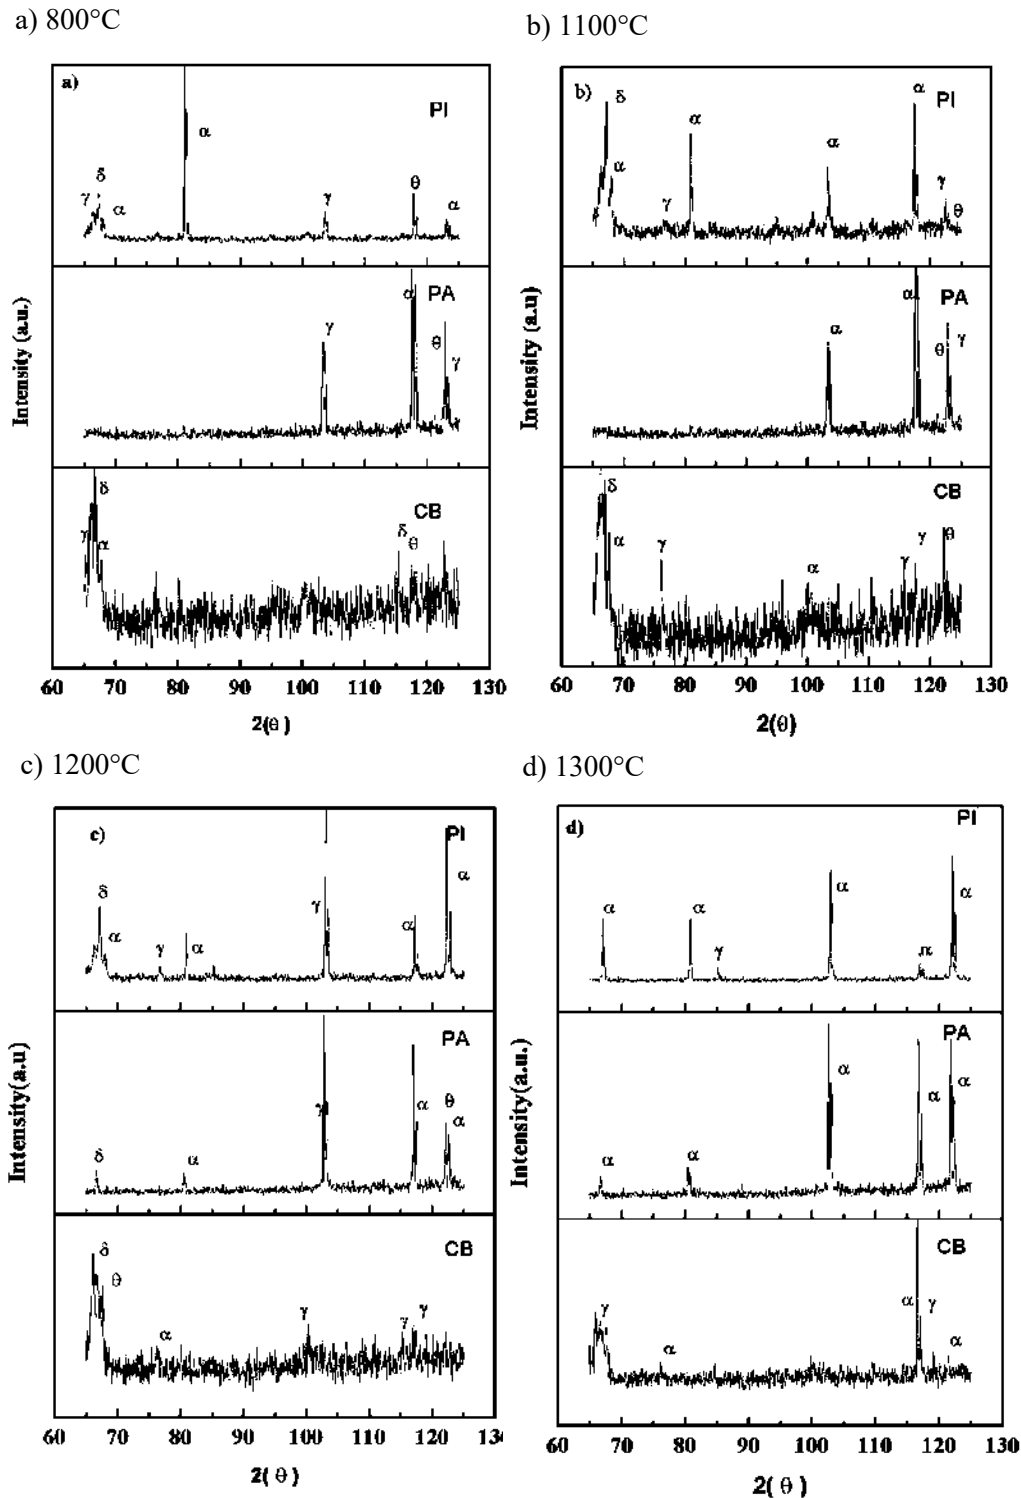 a) 800°C
b) 1100°C
a)
PI
α
δ
γ
α
γ
θ
α
PA
γ
α
θ
γ
CB
δ
γ
α
δ
θ
Intensity (a.u.)
60 70 80 90 100 110 120 130
2(θ)
b)
PI
δ
α
γ
α
α
α
γ
θ
PA
α
α
θ
γ
CB
δ
α
γ
α
γ
γ
θ
Intensity (a.u)
60 70 80 90 100 110 120 130
2(θ)
c) 1200°C
d) 1300°C
c)
PI
δ
α
γ
α
γ
α
α
PA
δ
α
γ
α
θ
α
CB
δ
θ
α
γ
γ
γ
Intensity(a.u)
60 70 80 90 100 110 120 13
2( θ )
d)
PI
α
α
γ
α
α
PA
α
α
α
α
α
CB
γ
α
α
γ
α
Intensity(a.u.)
60 70 80 90 100 110 120 130
2( θ )